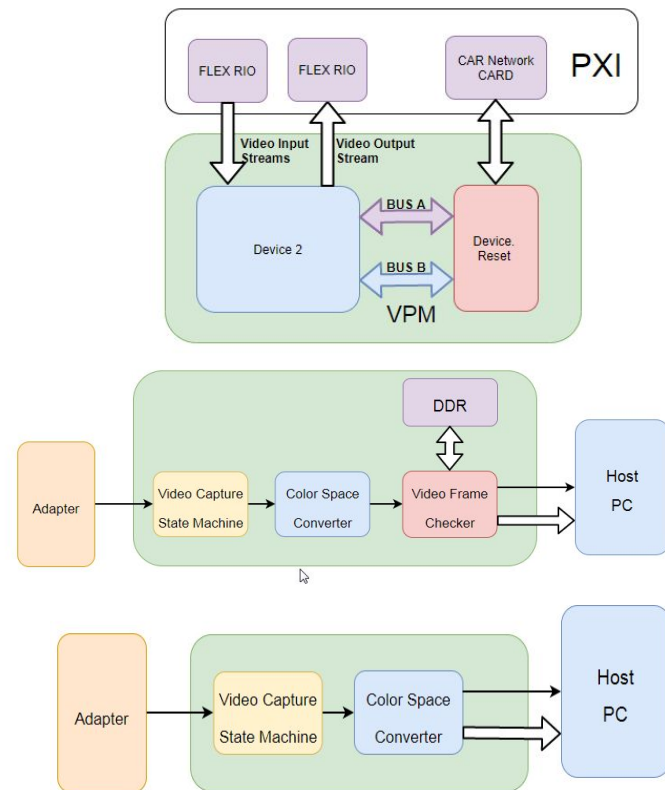 FLEX RIO
FLEX RIO
CAR Network
CARD
PXI
Video Input
Streams
Video Output
Stream
Device 2
BUS A
BUS B
Device.
Reset
VPM
DDR
Adapter
Video Capture
State Machine
Color Space
Converter
Video Frame
Checker
Host
PC
Adapter
Video Capture
State Machine
Color Space
Converter
Host
PC